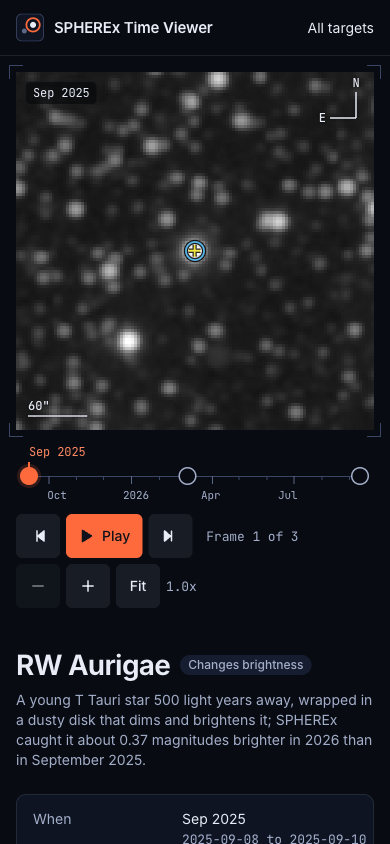 SPHEREx Time Viewer
All targets
Sep 2025
N
E
60"
Sep 2025
Oct 2026 Apr Jul
Play
Frame 1 of 3
Fit
1.0x
RW Aurigae
Changes brightness
A young T Tauri star 500 light years away, wrapped in
a dusty disk that dims and brightens it; SPHEREx
caught it about 0.37 magnitudes brighter in 2026 than
in September 2025.
When
Sep 2025
2025-09-08 to 2025-09-10